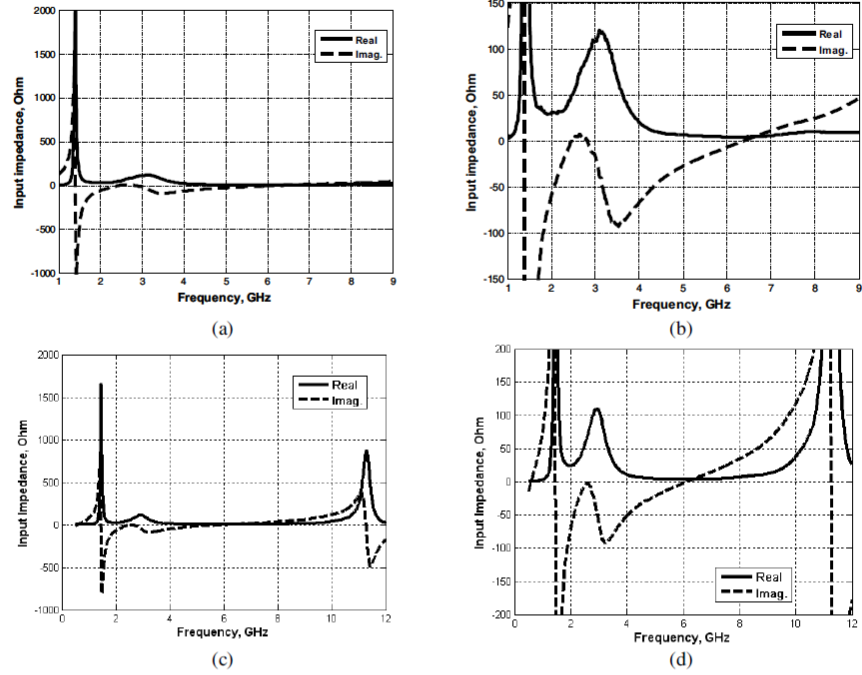 2000
1500
1000
500
0
-500
-1000
Input impedance, Ohm
Real
Imag.
1 2 3 4 5 6 7 8 9
Frequency, GHz
(a)
150
100
50
0
-50
-100
-150
Input impedance, Ohm
Real
Imag.
1 2 3 4 5 6 7 8 9
Frequency, GHz
(b)
2000
1500
1000
500
0
-500
-1000
Input Impedance, Ohm
Real
Imag.
0 2 4 6 8 10 12
Frequency, GHz
(c)
200
150
100
50
0
-50
-100
-150
-200
Input Impedance, Ohm
Real
Imag.
0 2 4 6 8 10 12
Frequency, GHz
(d)